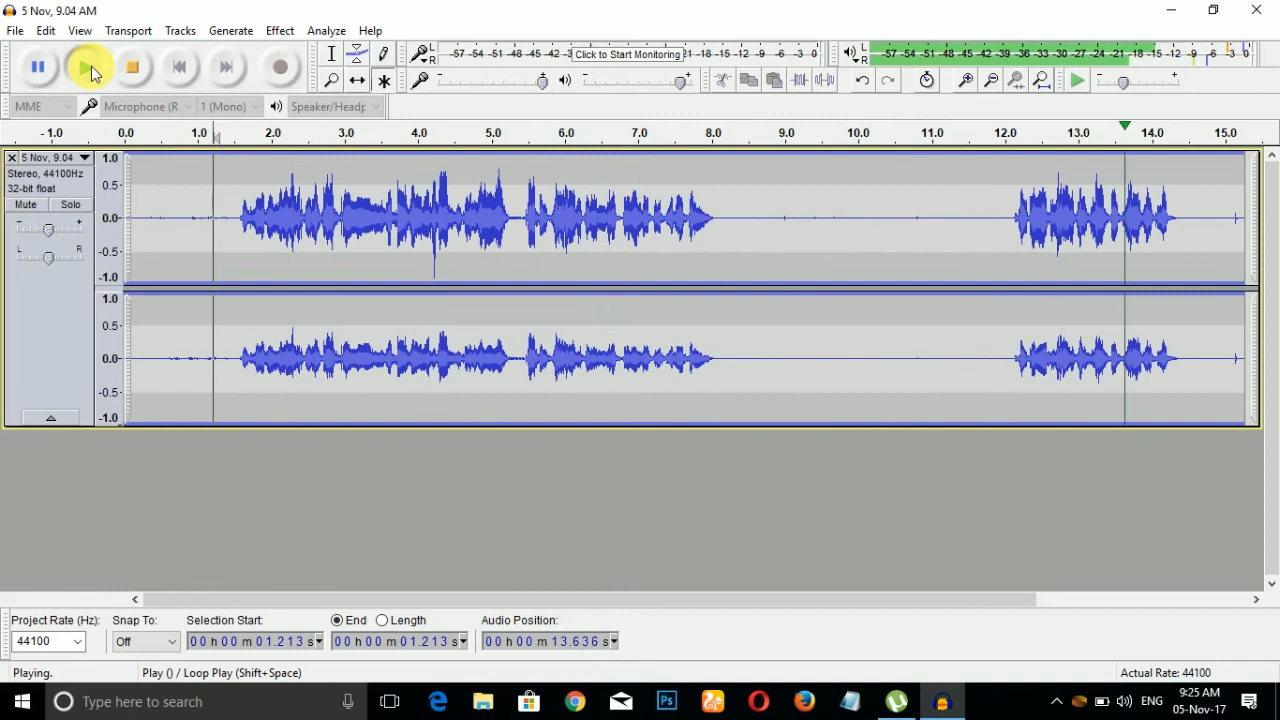 5 Nov, 9.04 AM
File Edit View Transport Tracks Generate Effect Analyze Help
L R -57 -54 -51 -48 -45 -42 -3 Click to Start Monitoring -21 -18 -15 -12 -9 -6 -3 0
L R -57 -54 -51 -48 -45 -42 -39 -36 -33 -30 -27 -24 -21 -18 -15 -12 -9 -6 -3 0
MME Microphone (R 1 (Mono) Speaker/Headp
- 1.0 0.0 1.0 2.0 3.0 4.0 5.0 6.0 7.0 8.0 9.0 10.0 11.0 12.0 13.0 14.0 15.0
5 Nov, 9.04
Stereo, 44100Hz
32-bit float
Mute Solo
- +
L R
1.0
0.5
0.0
-0.5
-1.0
1.0
0.5
0.0
-0.5
-1.0
Project Rate (Hz): Snap To: Selection Start: End Length Audio Position:
44100 Off 00 h 00 m 01.213 s 00 h 00 m 01.213 s 00 h 00 m 13.636 s
Playing. Play () / Loop Play (Shift+Space) Actual Rate: 44100
Type here to search Ps ENG 9:25 AM
05-Nov-17